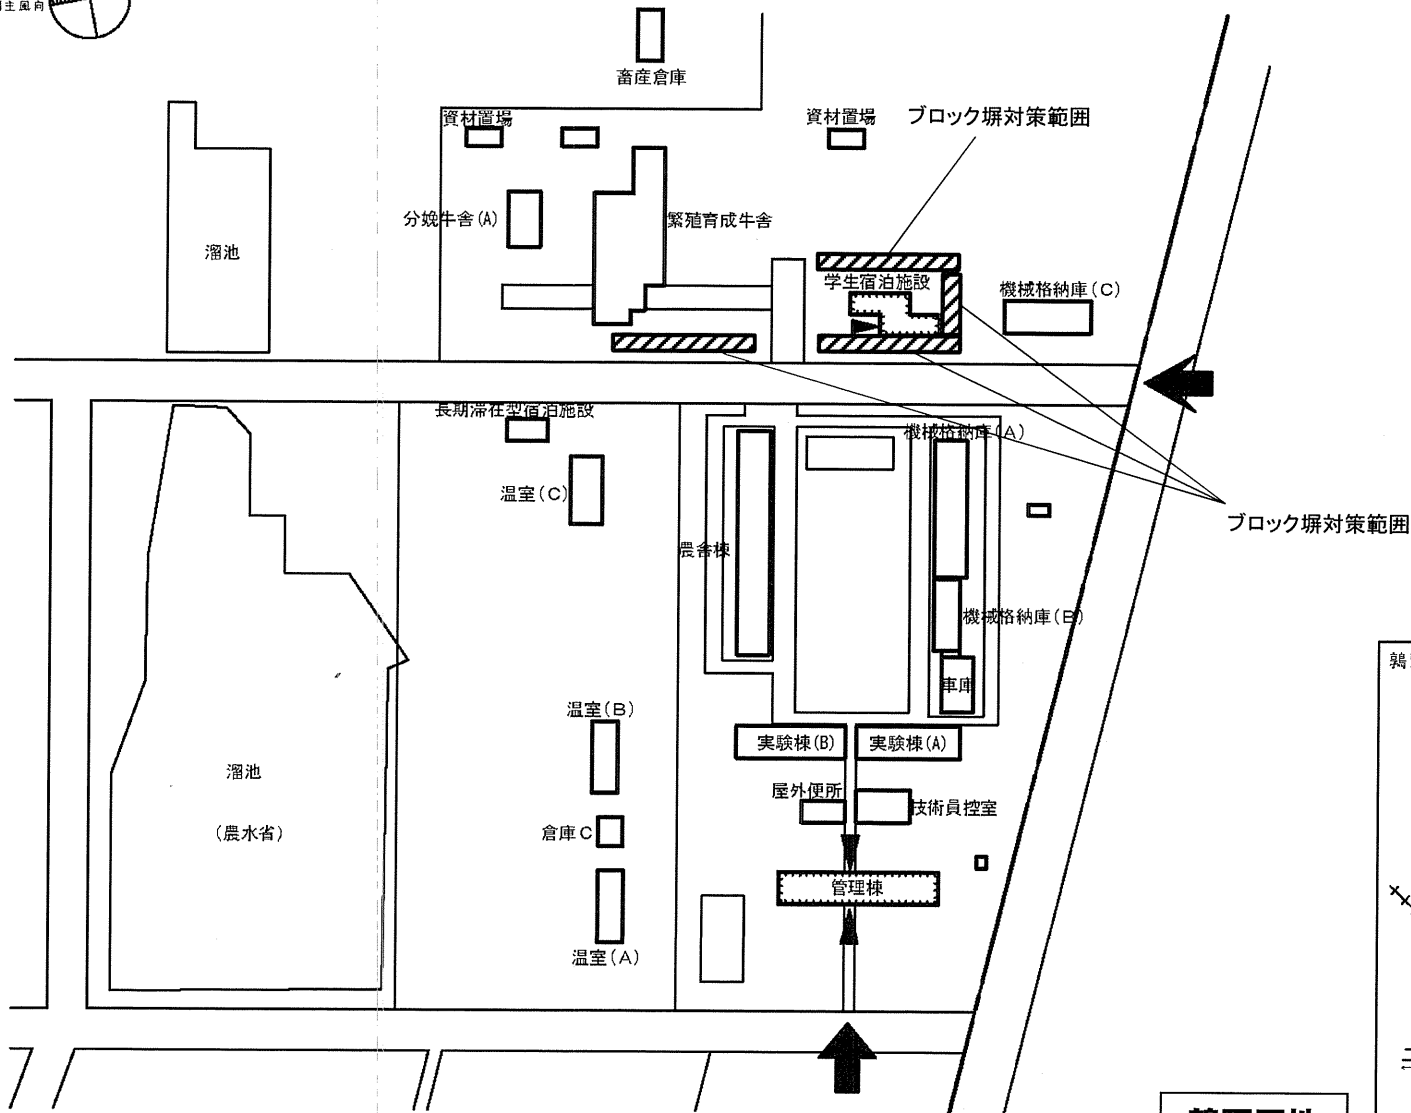 主風向
畜産倉庫
資材置場
資材置場
ブロック塀対策範囲
分娩牛舎(A)
繁殖育成牛舎
溜池
学生宿泊施設
機械格納庫(C)
長期滞在型宿泊施設
機械格納庫(A)
温室(C)
ブロック塀対策範囲
農舎棟
機械格納庫(B)
車庫
温室(B)
実験棟(B)
実験棟(A)
溜池
(農水省)
屋外便所
技術員控室
倉庫C
管理棟
温室(A)